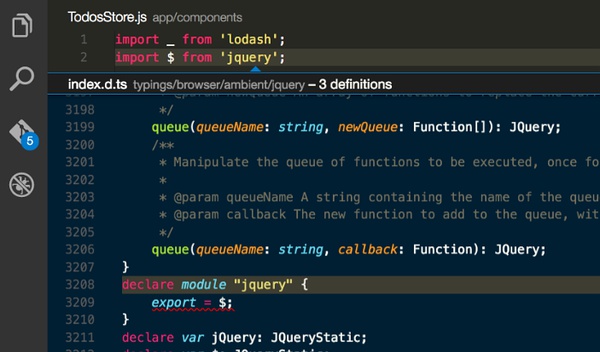 TodosStore.js app/components
1 import _ from 'lodash';
2 import $ from 'jquery';
index.d.ts typings/browser/ambient/jquery – 3 definitions
3198 */
3199 queue(queueName: string, newQueue: Function[]): JQuery;
3200 /**
3201 * Manipulate the queue of functions to be executed, once fo
3202 *
3203 * @param queueName A string containing the name of the queu
3204 * @param callback The new function to add to the queue, wit
3205 */
5
3206 queue(queueName: string, callback: Function): JQuery;
3207 }
3208 declare module "jquery" {
3209 export = $;
3210 }
3211 declare var jQuery: JQueryStatic;